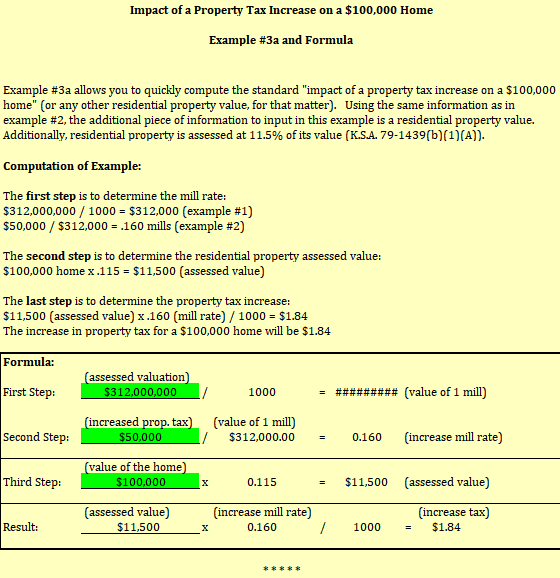 Impact of a Property Tax Increase on a $100,000 Home
Example #3a and Formula
Example #3a allows you to quickly compute the standard "impact of a property tax increase on a $100,000
home" (or any other residential property value, for that matter). Using the same information as in
example #2, the additional piece of information to input in this example is a residential property value.
Additionally, residential property is assessed at 11.5% of its value (K.S.A. 79-1439(b)(1)(A)).
Computation of Example:
The first step is to determine the mill rate:
$312,000,000 / 1000 = $312,000 (example #1)
$50,000 / $312,000 = .160 mills (example #2)
The second step is to determine the residential property assessed value:
$100,000 home x .115 = $11,500 (assessed value)
The last step is to determine the property tax increase:
$11,500 (assessed value) x .160 (mill rate) / 1000 = $1.84
The increase in property tax for a $100,000 home will be $1.84
Formula:
(assessed valuation)
First Step: $312,000,000 / 1000 = ######### (value of 1 mill)
(increased prop. tax) (value of 1 mill)
Second Step: $50,000 / $312,000.00 = 0.160 (increase mill rate)
(value of the home)
Third Step: $100,000 x 0.115 = $11,500 (assessed value)
(assessed value) (increase mill rate) (increase tax)
Result: $11,500 x 0.160 / 1000 = $1.84
* * * * *